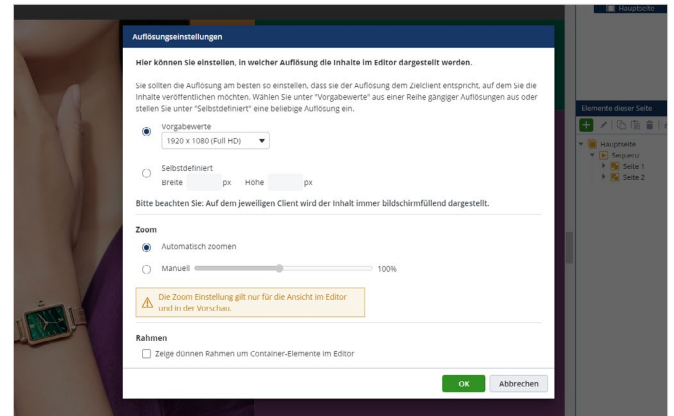 Hauptseite
Auflösungseinstellungen
Hier können Sie einstellen, in welcher Auflösung die Inhalte im Editor dargestellt werden.
Sie sollten die Auflösung am besten so einstellen, dass sie der Auflösung dem Zielclient entspricht, auf dem Sie die
Inhalte veröffentlichen möchten. Wählen Sie unter "Vorgabewerte" aus einer Reihe gängiger Auflösungen aus oder
stellen Sie unter "Selbstdefiniert" eine beliebige Auflösung ein.
Vorgabewerte
1920 x 1080 (Full HD)
Selbstdefiniert
Breite px Höhe px
Bitte beachten Sie: Auf dem jeweiligen Client wird der Inhalt immer bildschirmfüllend dargestellt.
Zoom
Automatisch zoomen
Manuell 100%
Die Zoom Einstellung gilt nur für die Ansicht im Editor
und in der Vorschau.
Rahmen
Zeige dünnen Rahmen um Container-Elemente im Editor
OK Abbrechen
Elemente dieser Seite
Hauptseite
Sequenz
Seite 1
Seite 2